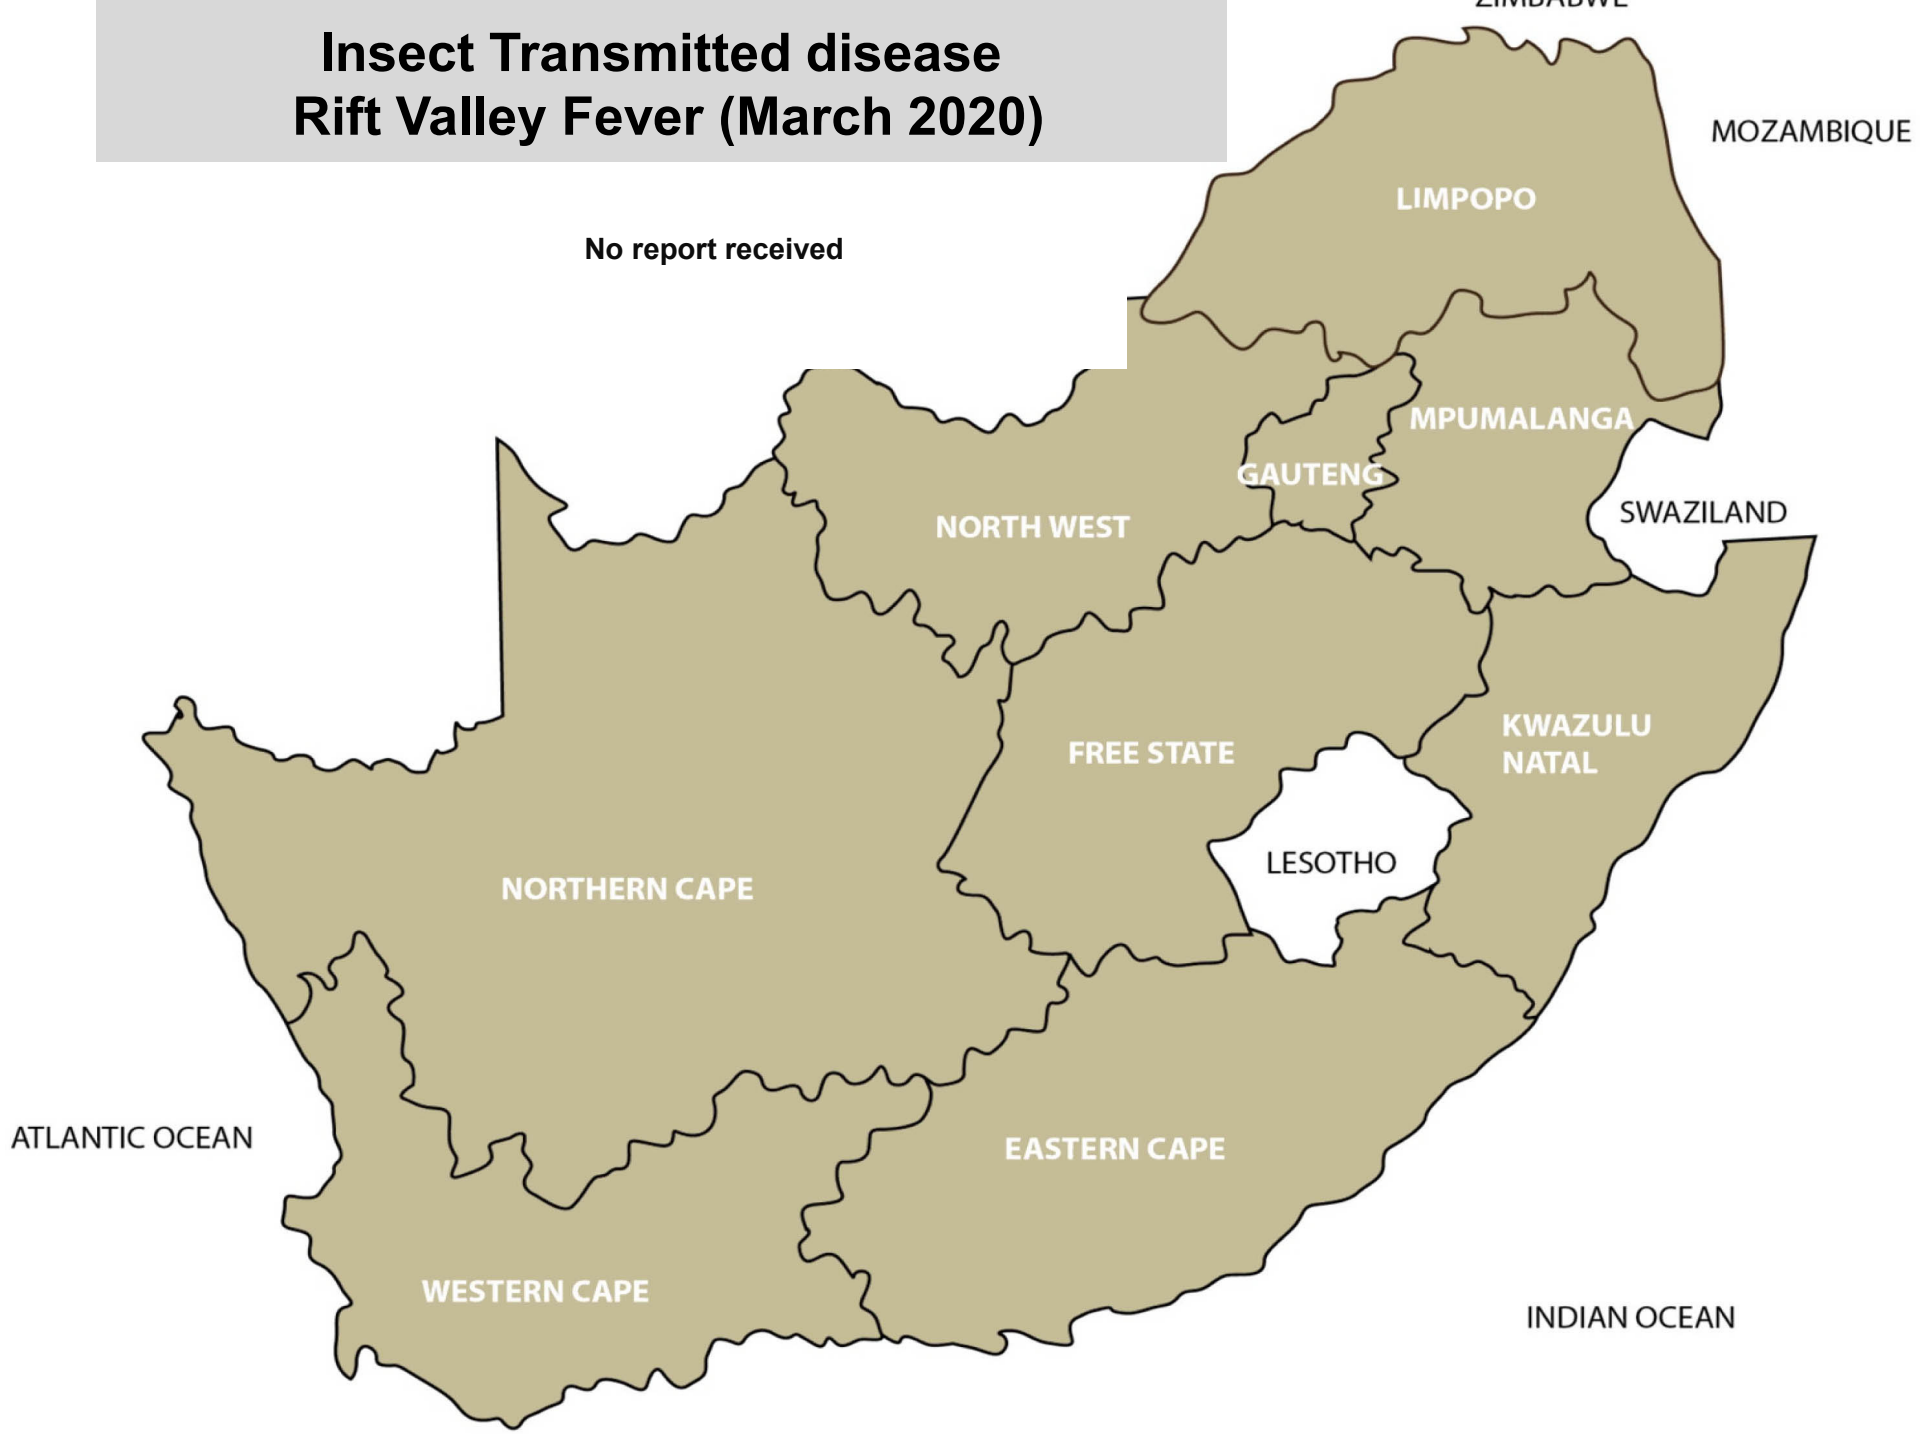 ZIMBABWE
Insect Transmitted disease
Rift Valley Fever (March 2020)
MOZAMBIQUE
LIMPOPO
No report received
MPUMALANGA
GAUTENG
SWAZILAND
NORTH WEST
KWAZULU
NATAL
FREE STATE
LESOTHO
NORTHERN CAPE
ATLANTIC OCEAN
EASTERN CAPE
WESTERN CAPE
INDIAN OCEAN